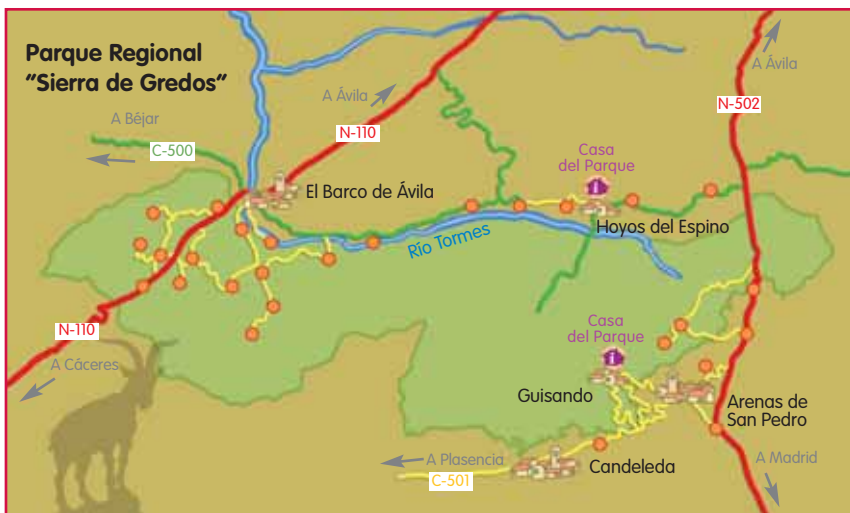 Parque Regional
"Sierra de Gredos"
A Ávila
A Ávila
N-502
A Béjar
N-110
C-500
Casa
del Parque
El Barco de Ávila
Hoyos del Espino
Río Tormes
N-110
Casa
del Parque
A Cáceres
Guisando
Arenas de
San Pedro
A Plasencia
Candeleda
A Madrid
C-501